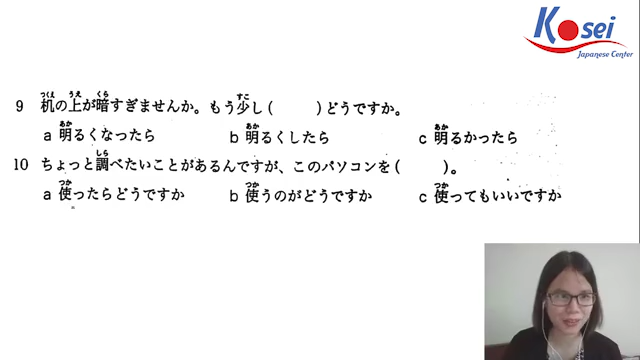 Kosei
Japanese Center
9 机の上が暗すぎませんか。もう少し( )どうですか。
a 明るくなったら b 明るくしたら c 明るかったら
10 ちょっと調べたいことがあるんですが、このパソコンを( )。
a 使ったらどうですか b 使うのがどうですか c 使ってもいいですか